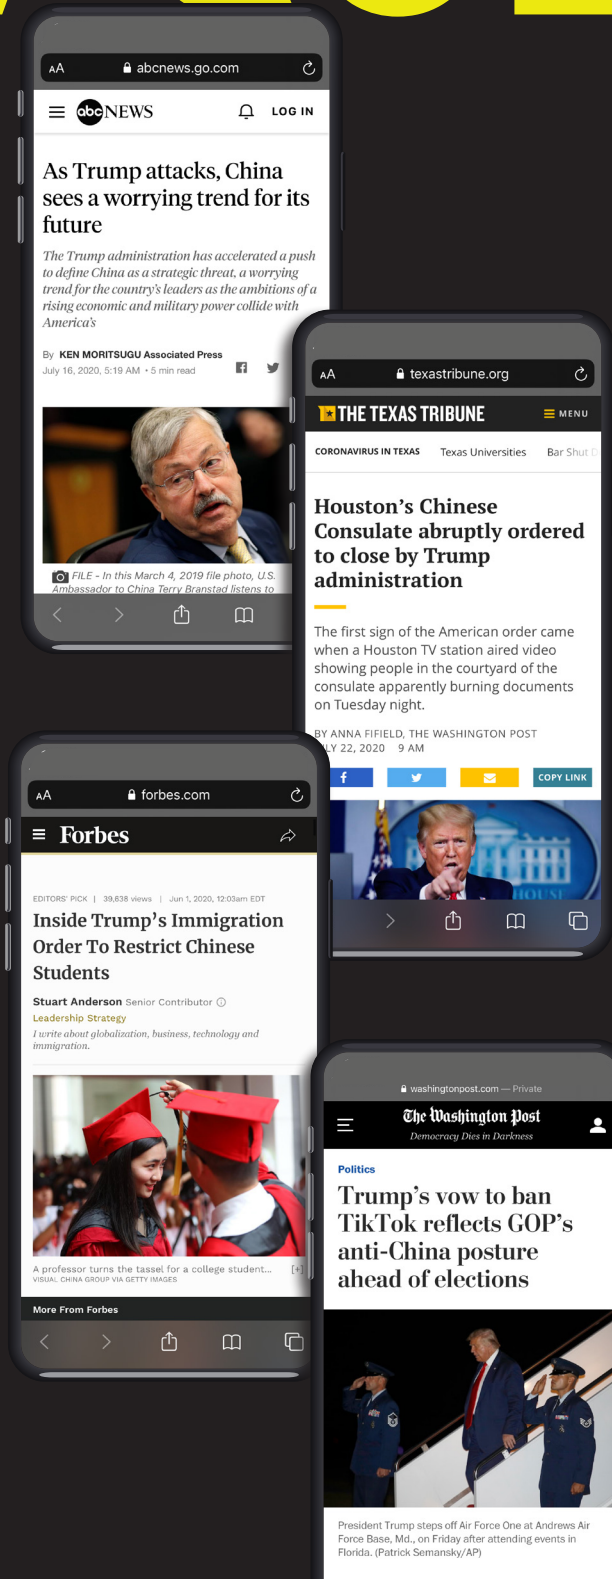 AA abcnews.go.com
abc NEWS LOG IN
As Trump attacks, China
sees a worrying trend for its
future
The Trump administration has accelerated a push
to define China as a strategic threat, a worrying
trend for the country's leaders as the ambitions of a
rising economic and military power collide with
America's
By KEN MORITSUGU Associated Press
July 16, 2020, 5:19 AM • 5 min read
FILE - In this March 4, 2019 file photo, U.S.
Ambassador to China Terry Branstad listens to
AA texastribune.org
THE TEXAS TRIBUNE MENU
CORONAVIRUS IN TEXAS Texas Universities Bar Shut
Houston's Chinese
Consulate abruptly ordered
to close by Trump
administration
The first sign of the American order came
when a Houston TV station aired video
showing people in the courtyard of the
consulate apparently burning documents
on Tuesday night.
BY ANNA FIFIELD, THE WASHINGTON POST
JULY 22, 2020 9 AM
f COPY LINK
HOUSE
AA forbes.com
Forbes
EDITORS' PICK | 39,638 views | Jun 1, 2020, 12:03am EDT
Inside Trump's Immigration
Order To Restrict Chinese
Students
Stuart Anderson Senior Contributor
Leadership Strategy
I write about globalization, business, technology and
immigration.
A professor turns the tassel for a college student... [+]
VISUAL CHINA GROUP VIA GETTY IMAGES
More From Forbes
washingtonpost.com — Private
The Washington Post
Democracy Dies in Darkness
Politics
Trump's vow to ban
TikTok reflects GOP's
anti-China posture
ahead of elections
President Trump steps off Air Force One at Andrews Air
Force Base, Md., on Friday after attending events in
Florida. (Patrick Semansky/AP)